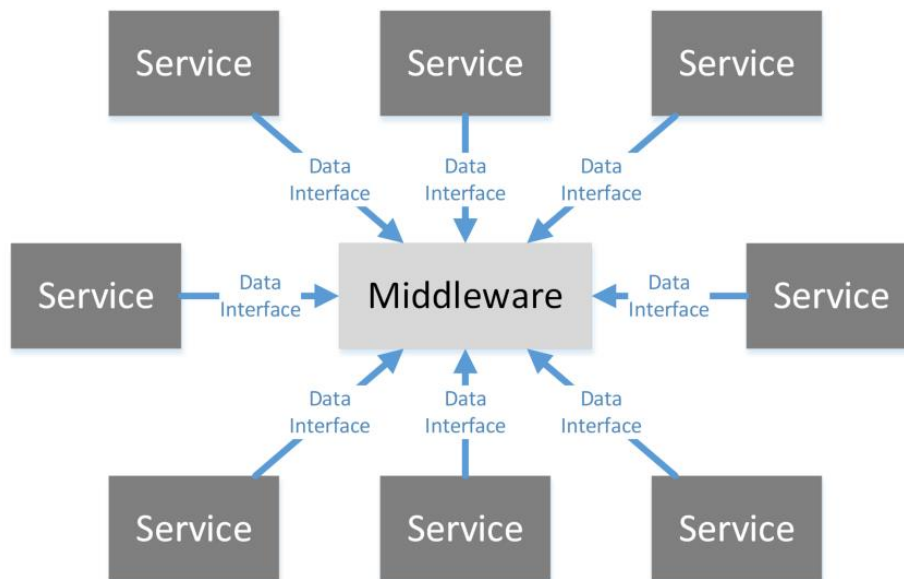 Service Service Service
Data Data Data
Interface Interface Interface
Data Data
Service Interface Middleware Interface Service
Data Data Data
Interface Interface Interface
Service Service Service